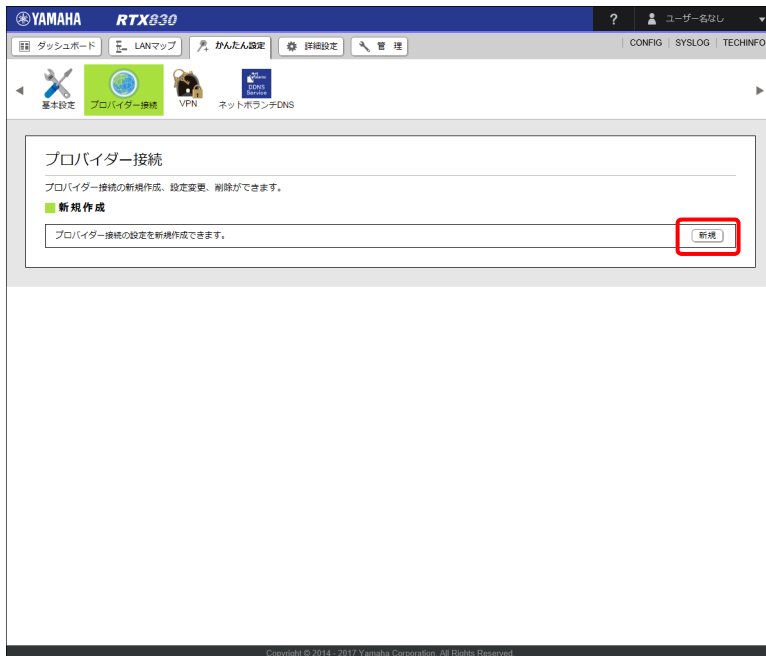 YAMAHA RTX830 ? ユーザー名なし ▼
ダッシュボード LANマップ かんたん設定 詳細設定 管 理 CONFIG SYSLOG TECHINFO
Net Volante
DDNS
Service
基本設定 プロバイダー接続 VPN ネットボランチDNS
プロバイダー接続
プロバイダー接続の新規作成、設定変更、削除ができます。
新規作成
プロバイダー接続の設定を新規作成できます。 新規
Copyright © 2014 - 2017 Yamaha Corporation. All Rights Reserved.